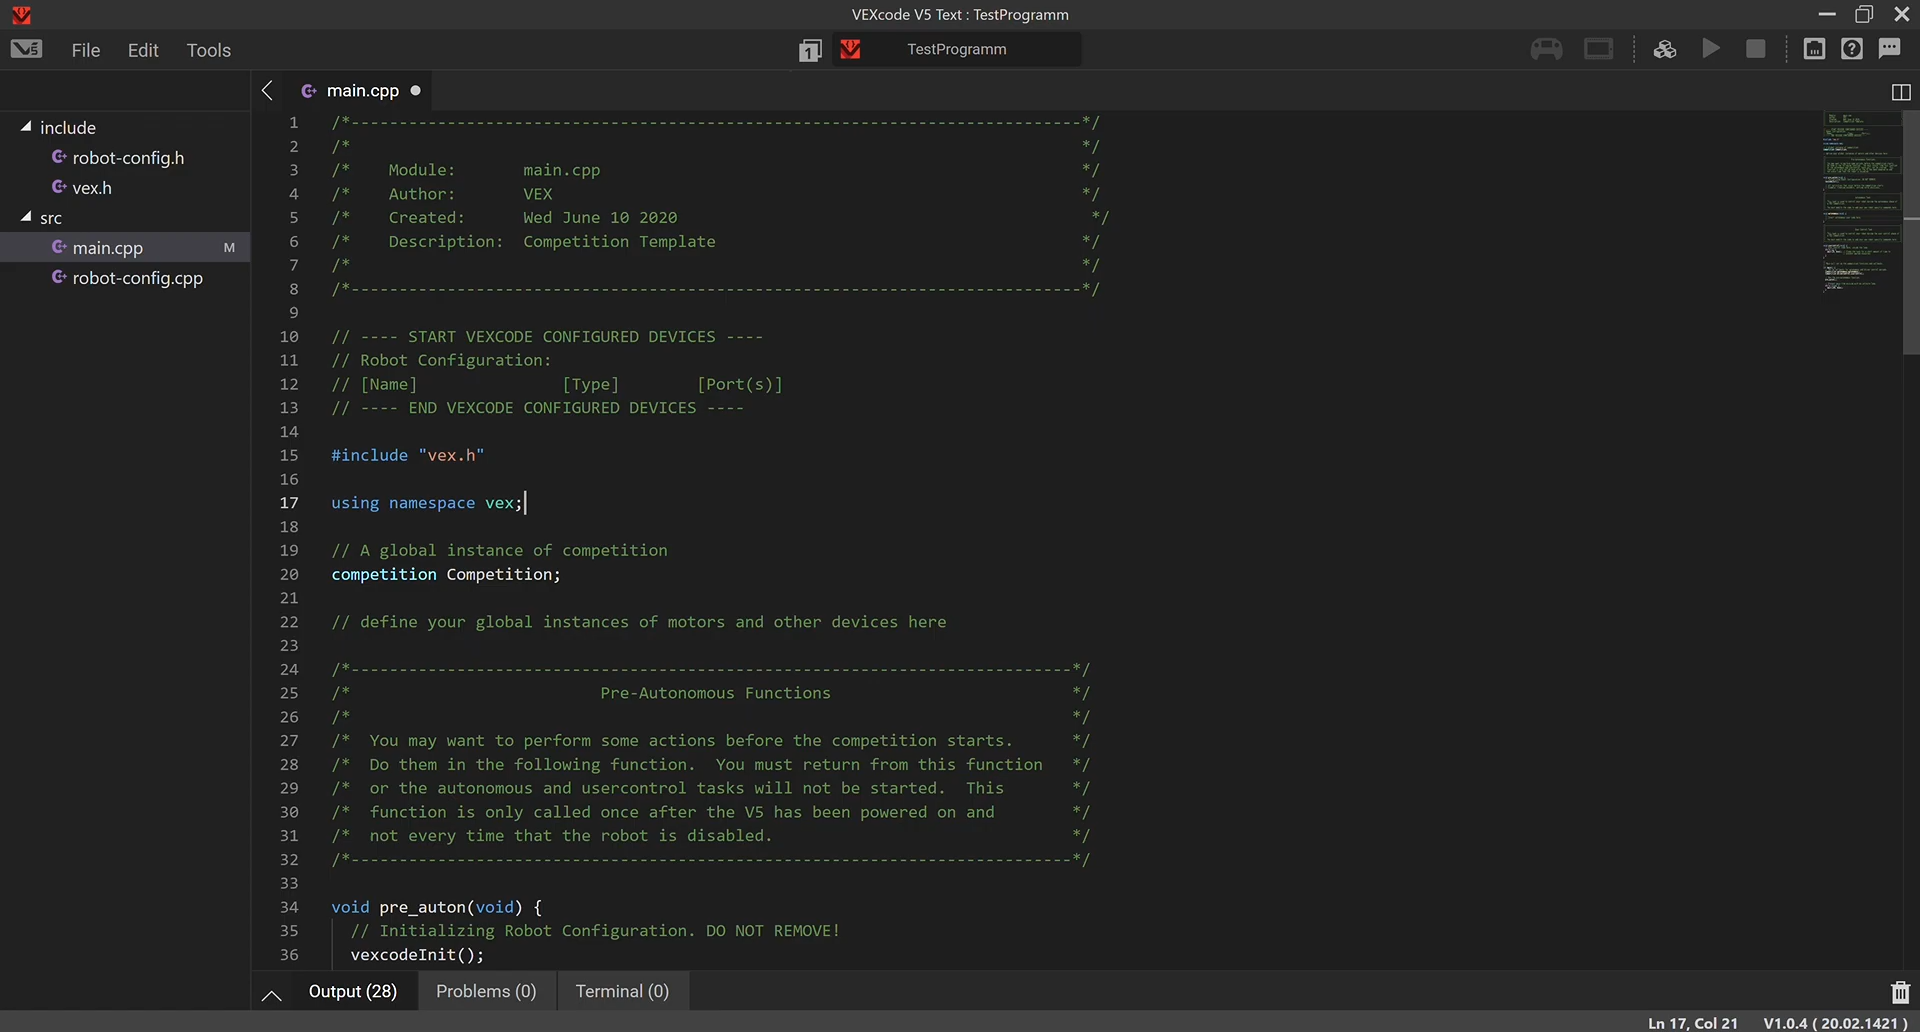 VEXcode V5 Text : TestProgramm
V5 File Edit Tools 1 TestProgramm
main.cpp
include
robot-config.h
vex.h
src
main.cpp M
robot-config.cpp
1 /*----------------------------------------------------------------------------*/
2 /* */
3 /* Module: main.cpp */
4 /* Author: VEX */
5 /* Created: Wed June 10 2020 */
6 /* Description: Competition Template */
7 /* */
8 /*----------------------------------------------------------------------------*/
9
10 // ---- START VEXCODE CONFIGURED DEVICES ----
11 // Robot Configuration:
12 // [Name] [Type] [Port(s)]
13 // ---- END VEXCODE CONFIGURED DEVICES ----
14
15 #include "vex.h"
16
17 using namespace vex;
18
19 // A global instance of competition
20 competition Competition;
21
22 // define your global instances of motors and other devices here
23
24 /*---------------------------------------------------------------------------*/
25 /* Pre-Autonomous Functions */
26 /* */
27 /* You may want to perform some actions before the competition starts. */
28 /* Do them in the following function. You must return from this function */
29 /* or the autonomous and usercontrol tasks will not be started. This */
30 /* function is only called once after the V5 has been powered on and */
31 /* not every time that the robot is disabled. */
32 /*---------------------------------------------------------------------------*/
33
34 void pre_auton(void) {
35 // Initializing Robot Configuration. DO NOT REMOVE!
36 vexcodeInit();
Output (28) Problems (0) Terminal (0)
Ln 17, Col 21 V1.0.4 ( 20.02.1421 )